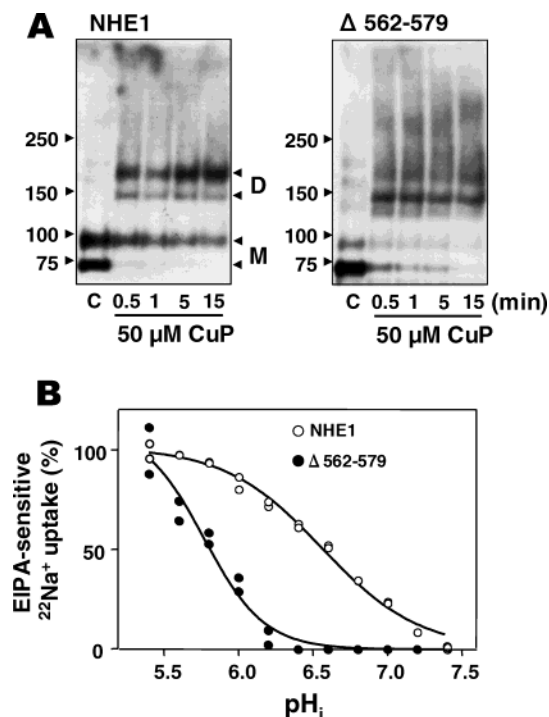 A
NHE1
Δ 562-579
250
150
100
75
D
M
C 0.5 1 5 15
50 µM CuP
250
150
100
75
C 0.5 1 5 15 (min)
50 µM CuP
B
EIPA-sensitive
²²Na⁺ uptake (%)
100
50
0
NHE1
Δ 562-579
5.5 6.0 6.5 7.0 7.5
pHᵢ